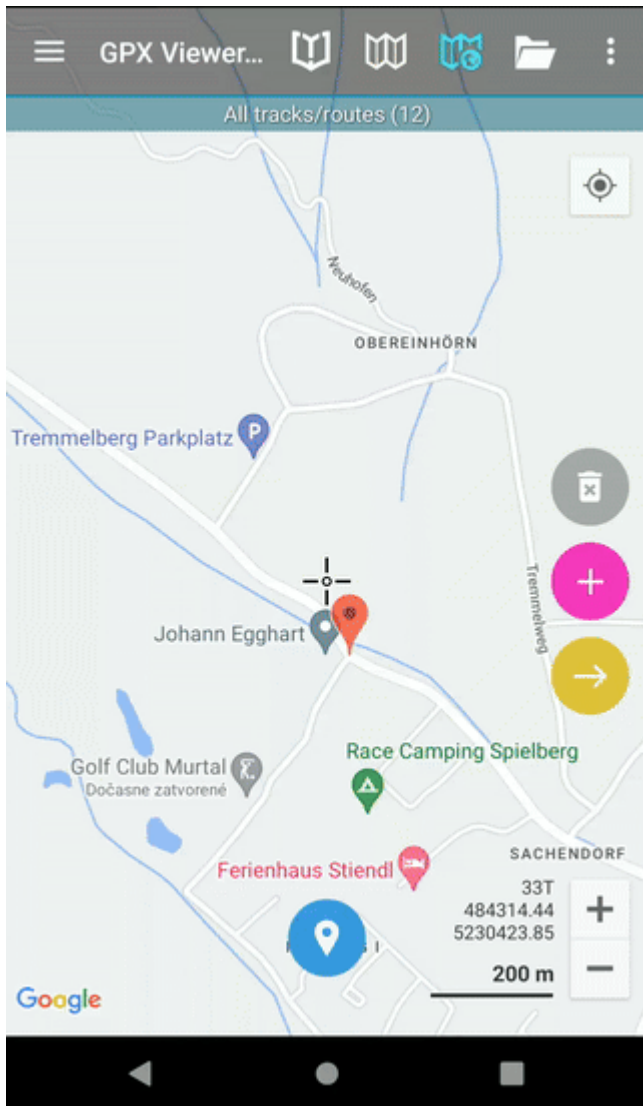 GPX Viewer...
All tracks/routes (12)
Neuhofen
OBEREINHÖRN
P
Tremmelberg Parkplatz
Tremmelweg
Johann Egghart
Race Camping Spielberg
Golf Club Murtal
Dočasne zatvorené
SACHENDORF
Ferienhaus Stiendl
33T
484314.44
5230423.85
200 m
Google